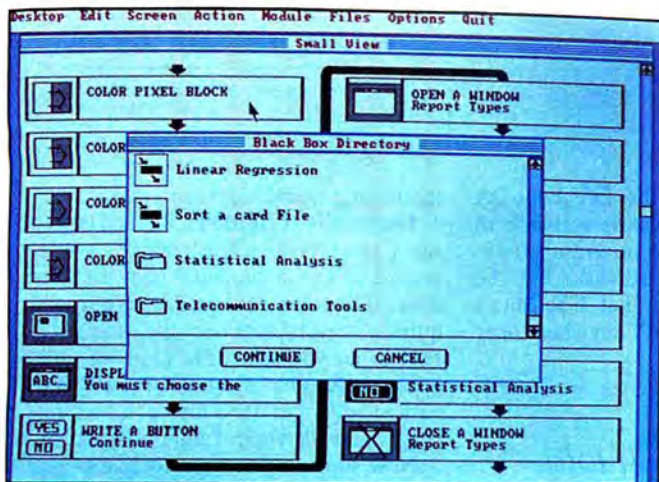 Desktop Edit Screen Action Module Files Options Quit
Small View
COLOR PIXEL BLOCK
COLOR
COLOR
COLOR
OPEN
ABC...
DISPL
You must choose the
YES
NO
WRITE A BUTTON
Continue
Black Box Directory
Linear Regression
Sort a card File
Statistical Analysis
Telecommunication Tools
CONTINUE
CANCEL
OPEN A WINDOW
Report Types
NO
Statistical Analysis
CLOSE A WINDOW
Report Types